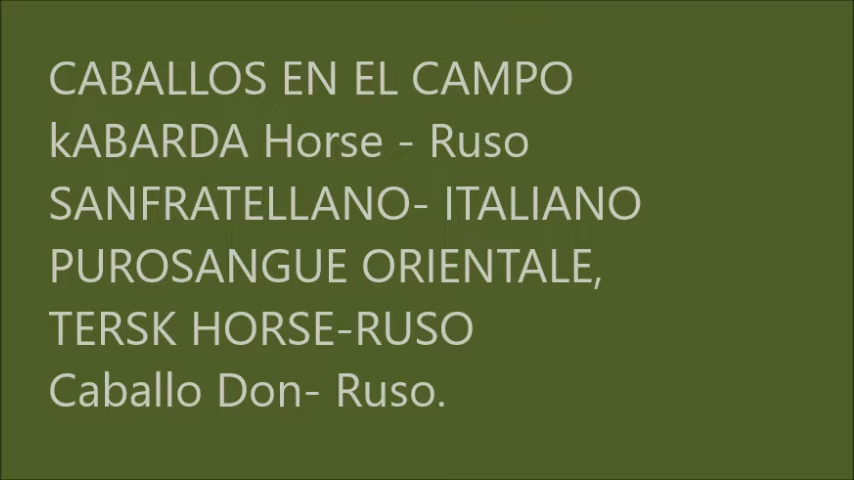 CABALLOS EN EL CAMPO
kABARDA Horse - Ruso
SANFRATELLANO- ITALIANO
PUROSANGUE ORIENTALE,
TERSK HORSE-RUSO
Caballo Don- Ruso.